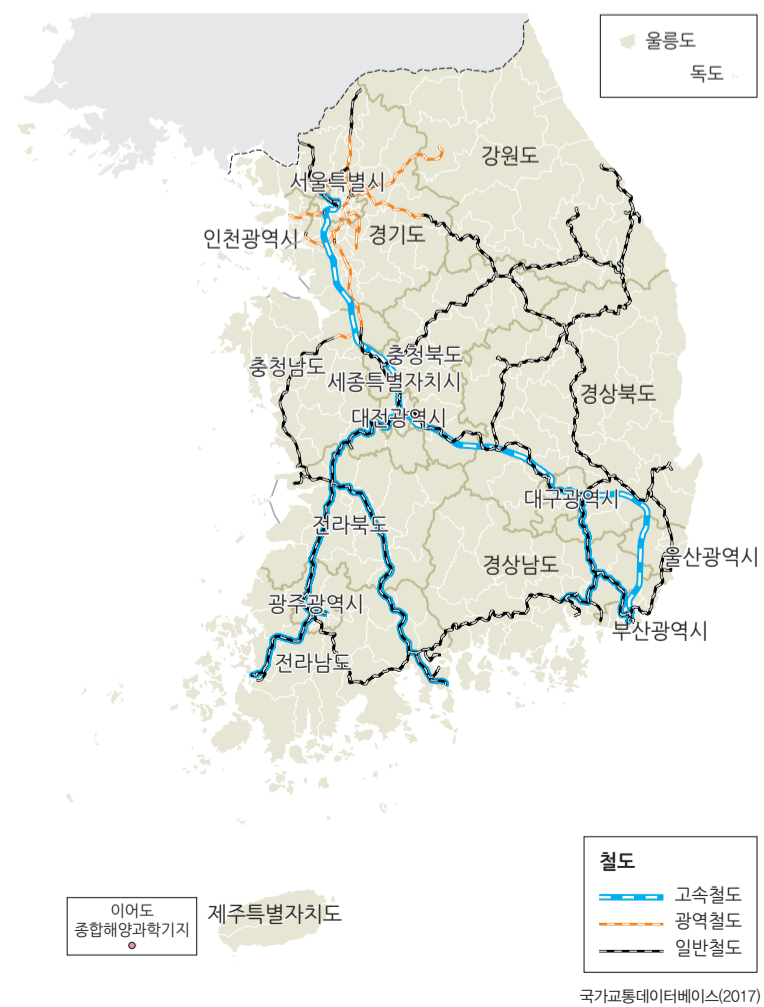 울릉도
독도
강원도
서울특별시
인천광역시
경기도
충청북도
충청남도
세종특별자치시
경상북도
대전광역시
대구광역시
전라북도
경상남도
울산광역시
광주광역시
부산광역시
전라남도
철도
고속철도
광역철도
일반철도
이어도
종합해양과학기지
제주특별자치도
국가교통데이터베이스(2017)